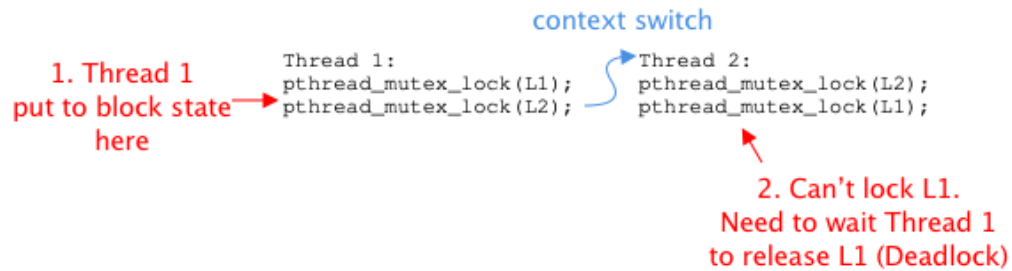 context switch
1. Thread 1
put to block state
here
Thread 1:
pthread_mutex_lock(L1);
pthread_mutex_lock(L2);
Thread 2:
pthread_mutex_lock(L2);
pthread_mutex_lock(L1);
2. Can’t lock L1.
Need to wait Thread 1
to release L1 (Deadlock)